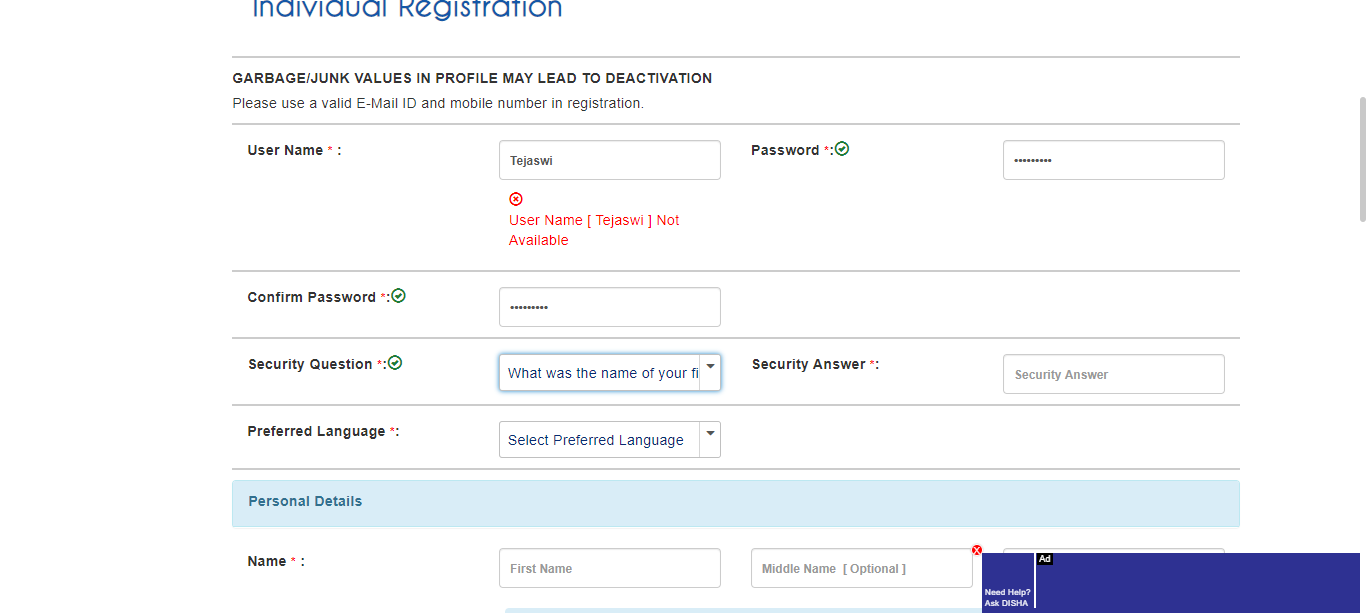 Individual Registration
GARBAGE/JUNK VALUES IN PROFILE MAY LEAD TO DEACTIVATION
Please use a valid E-Mail ID and mobile number in registration.
User Name * :
Tejaswi
Password *:
•••••••••
User Name [ Tejaswi ] Not
Available
Confirm Password *:
•••••••••
Security Question *:
What was the name of your fi
Security Answer *:
Security Answer
Preferred Language *:
Select Preferred Language
Personal Details
Name * :
First Name
Middle Name [ Optional ]
Ad
Need Help?
Ask DISHA